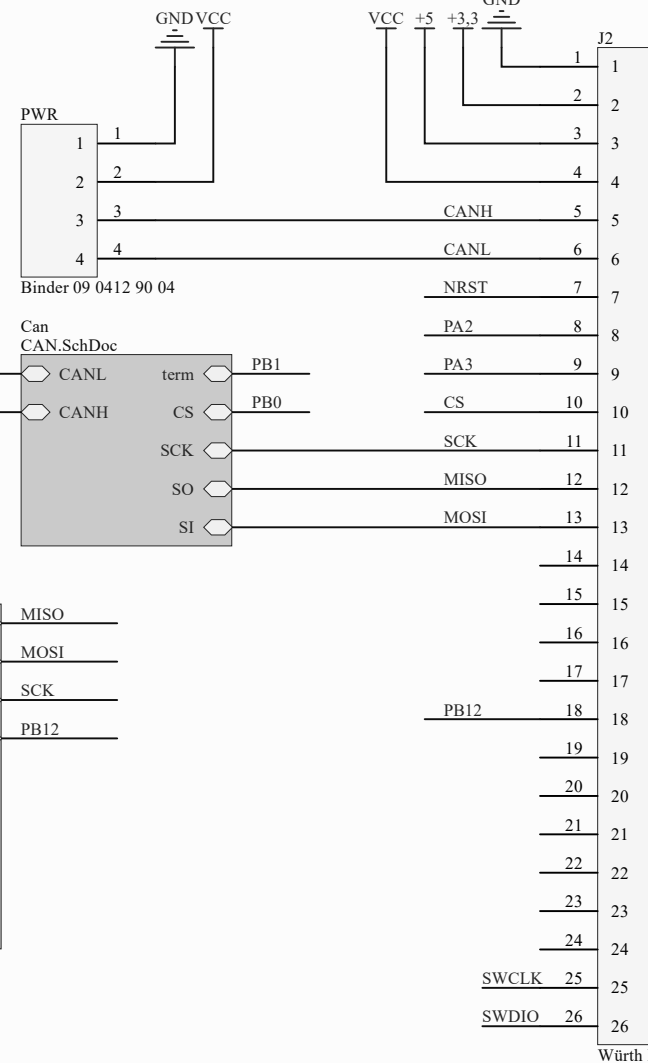 GND VCC
VCC +5 +3,3 GND
J2
1 1
2 2
3 3
4 4
CANH 5 5
CANL 6 6
NRST 7 7
PA2 8 8
PA3 9 9
CS 10 10
SCK 11 11
MISO 12 12
MOSI 13 13
14 14
15 15
16 16
17 17
PB12 18 18
19 19
20 20
21 21
22 22
23 23
24 24
SWCLK 25 25
SWDIO 26 26
Würth
PWR
1 1
2 2
3 3
4 4
Binder 09 0412 90 04
Can
CAN.SchDoc
CANL term PB1
CANH CS PB0
SCK
SO
SI
MISO
MOSI
SCK
PB12